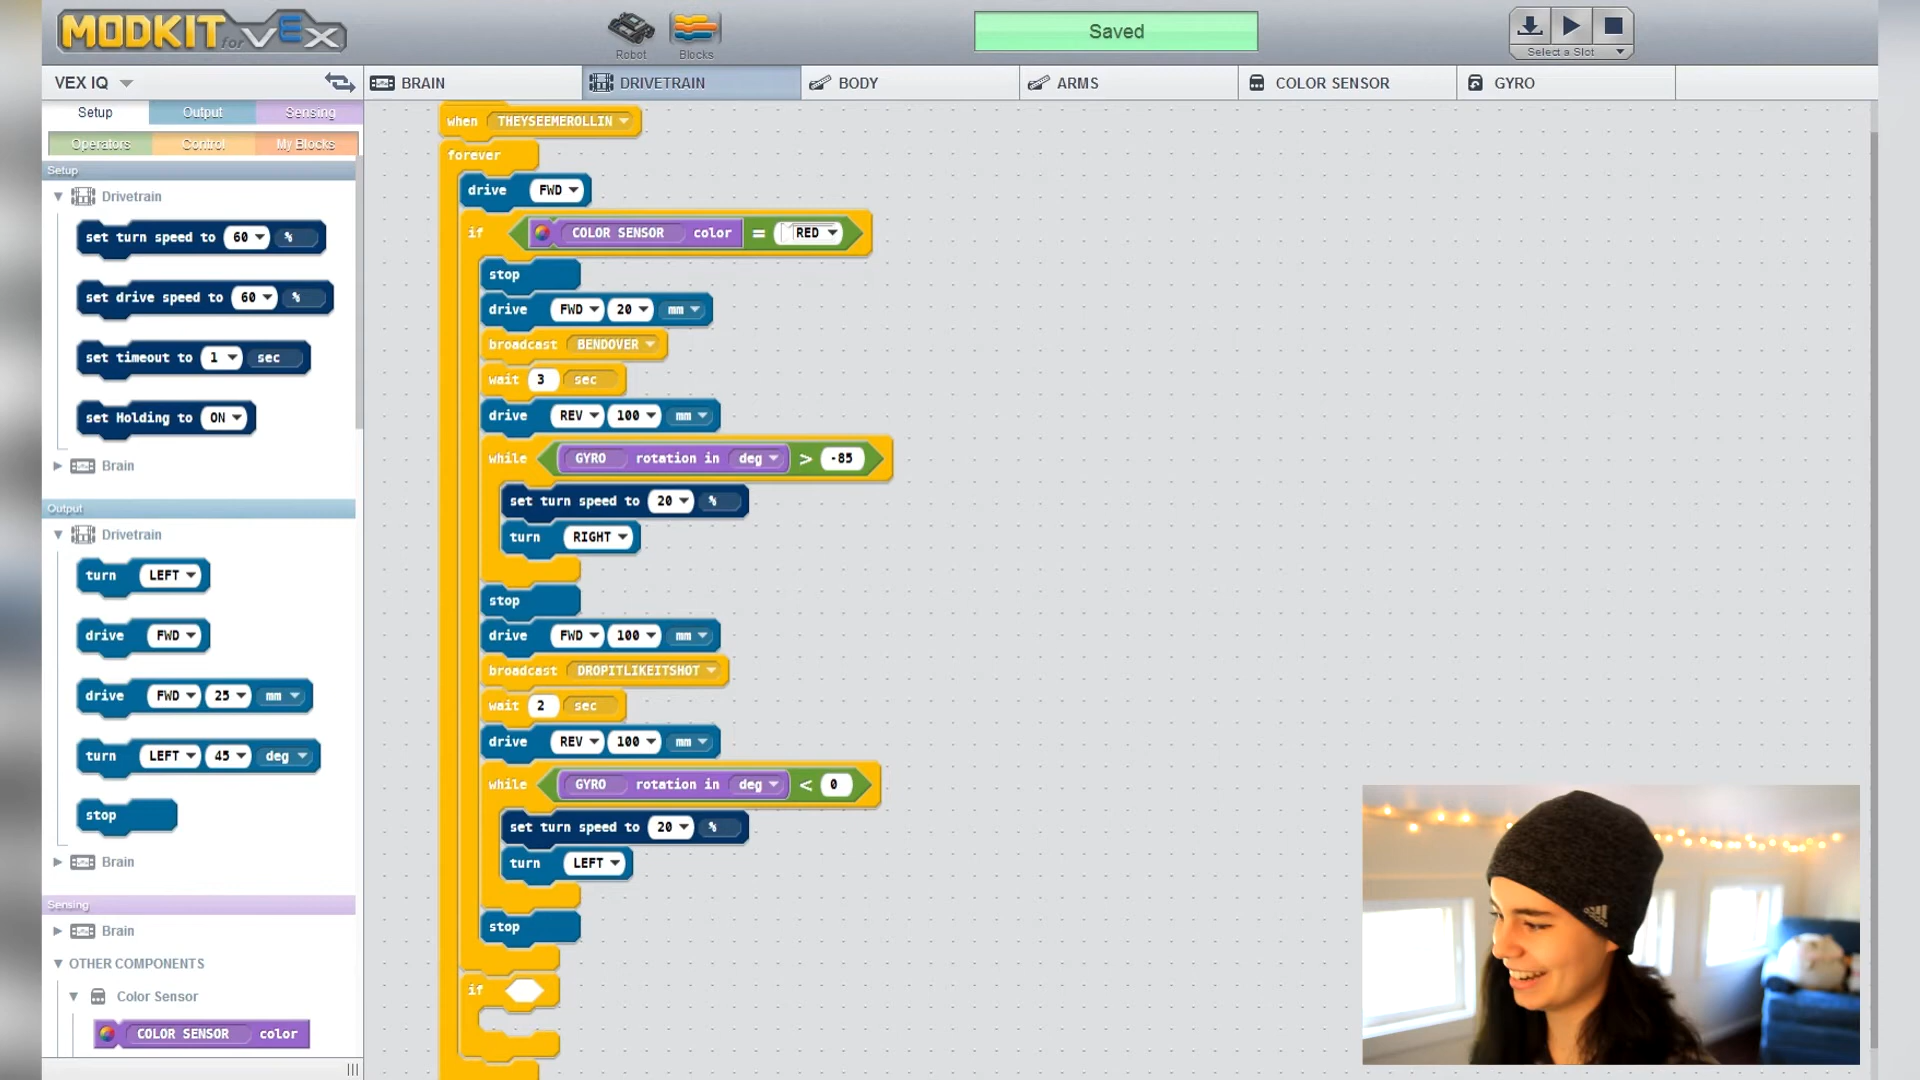 MODKIT for VEX
Robot
Blocks
Saved
Select a Slot
VEX IQ
BRAIN
DRIVETRAIN
BODY
ARMS
COLOR SENSOR
GYRO
Setup
Output
Sensing
Operators
Control
My Blocks
Setup
Drivetrain
set turn speed to 60 %
set drive speed to 60 %
set timeout to 1 sec
set Holding to ON
Brain
Output
Drivetrain
turn LEFT
drive FWD
drive FWD 25 mm
turn LEFT 45 deg
stop
Brain
Sensing
Brain
OTHER COMPONENTS
Color Sensor
COLOR SENSOR color
when THEYSEEMEROLLIN
forever
drive FWD
if COLOR SENSOR color = RED
stop
drive FWD 20 mm
broadcast BENDOVER
wait 3 sec
drive REV 100 mm
while GYRO rotation in deg > -85
set turn speed to 20 %
turn RIGHT
stop
drive FWD 100 mm
broadcast DROPITLIKEITSHOT
wait 2 sec
drive REV 100 mm
while GYRO rotation in deg < 0
set turn speed to 20 %
turn LEFT
stop
if